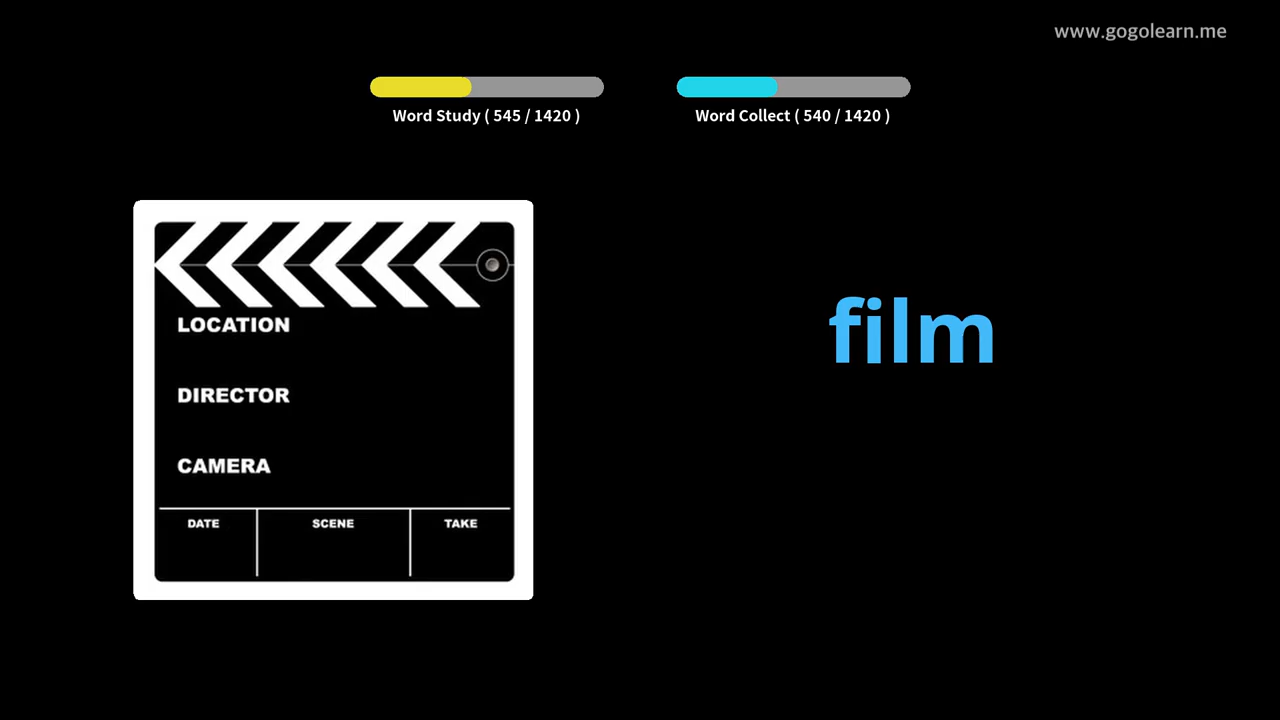 www.gogolearn.me
Word Study ( 545 / 1420 )
Word Collect ( 540 / 1420 )
LOCATION
DIRECTOR
CAMERA
DATE
SCENE
TAKE
film